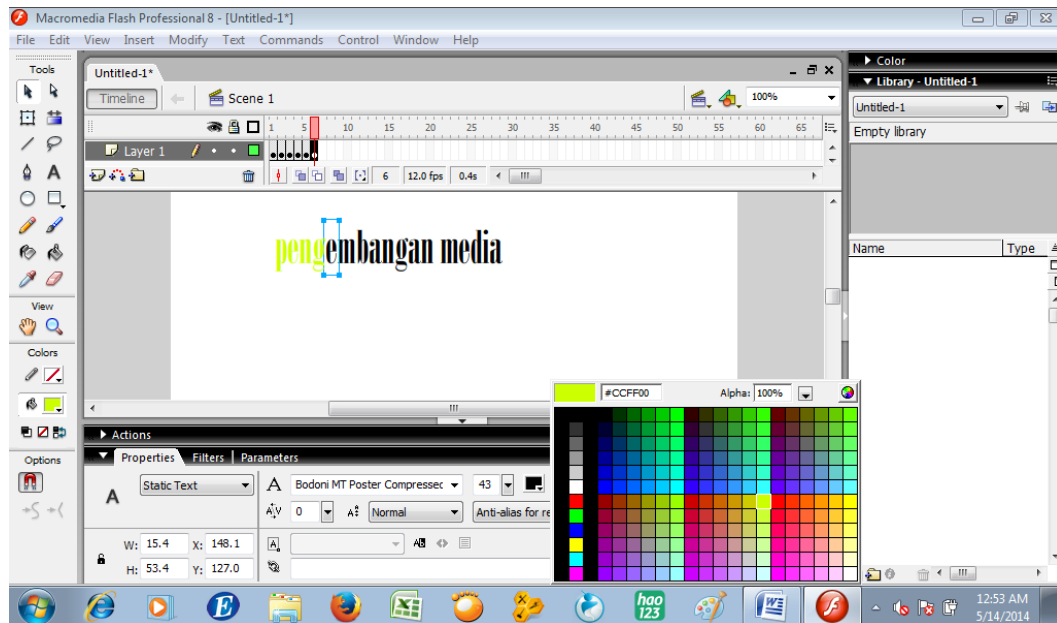 Macromedia Flash Professional 8 - [Untitled-1*]
File Edit View Insert Modify Text Commands Control Window Help
Tools
View
Colors
Options
Untitled-1*
Timeline Scene 1 100%
1 5 10 15 20 25 30 35 40 45 50 55 60 65
Layer 1
6 12.0 fps 0.4s
pengembangan media
#CCFF00 Alpha: 100%
Actions
Properties Filters Parameters
A Static Text A Bodoni MT Poster Compressec 43
A/V 0 Normal Anti-alias for re
W: 15.4 X: 148.1
H: 53.4 Y: 127.0
Color
Library - Untitled-1
Untitled-1
Empty library
Name Type
hao
123
12:53 AM
5/14/2014